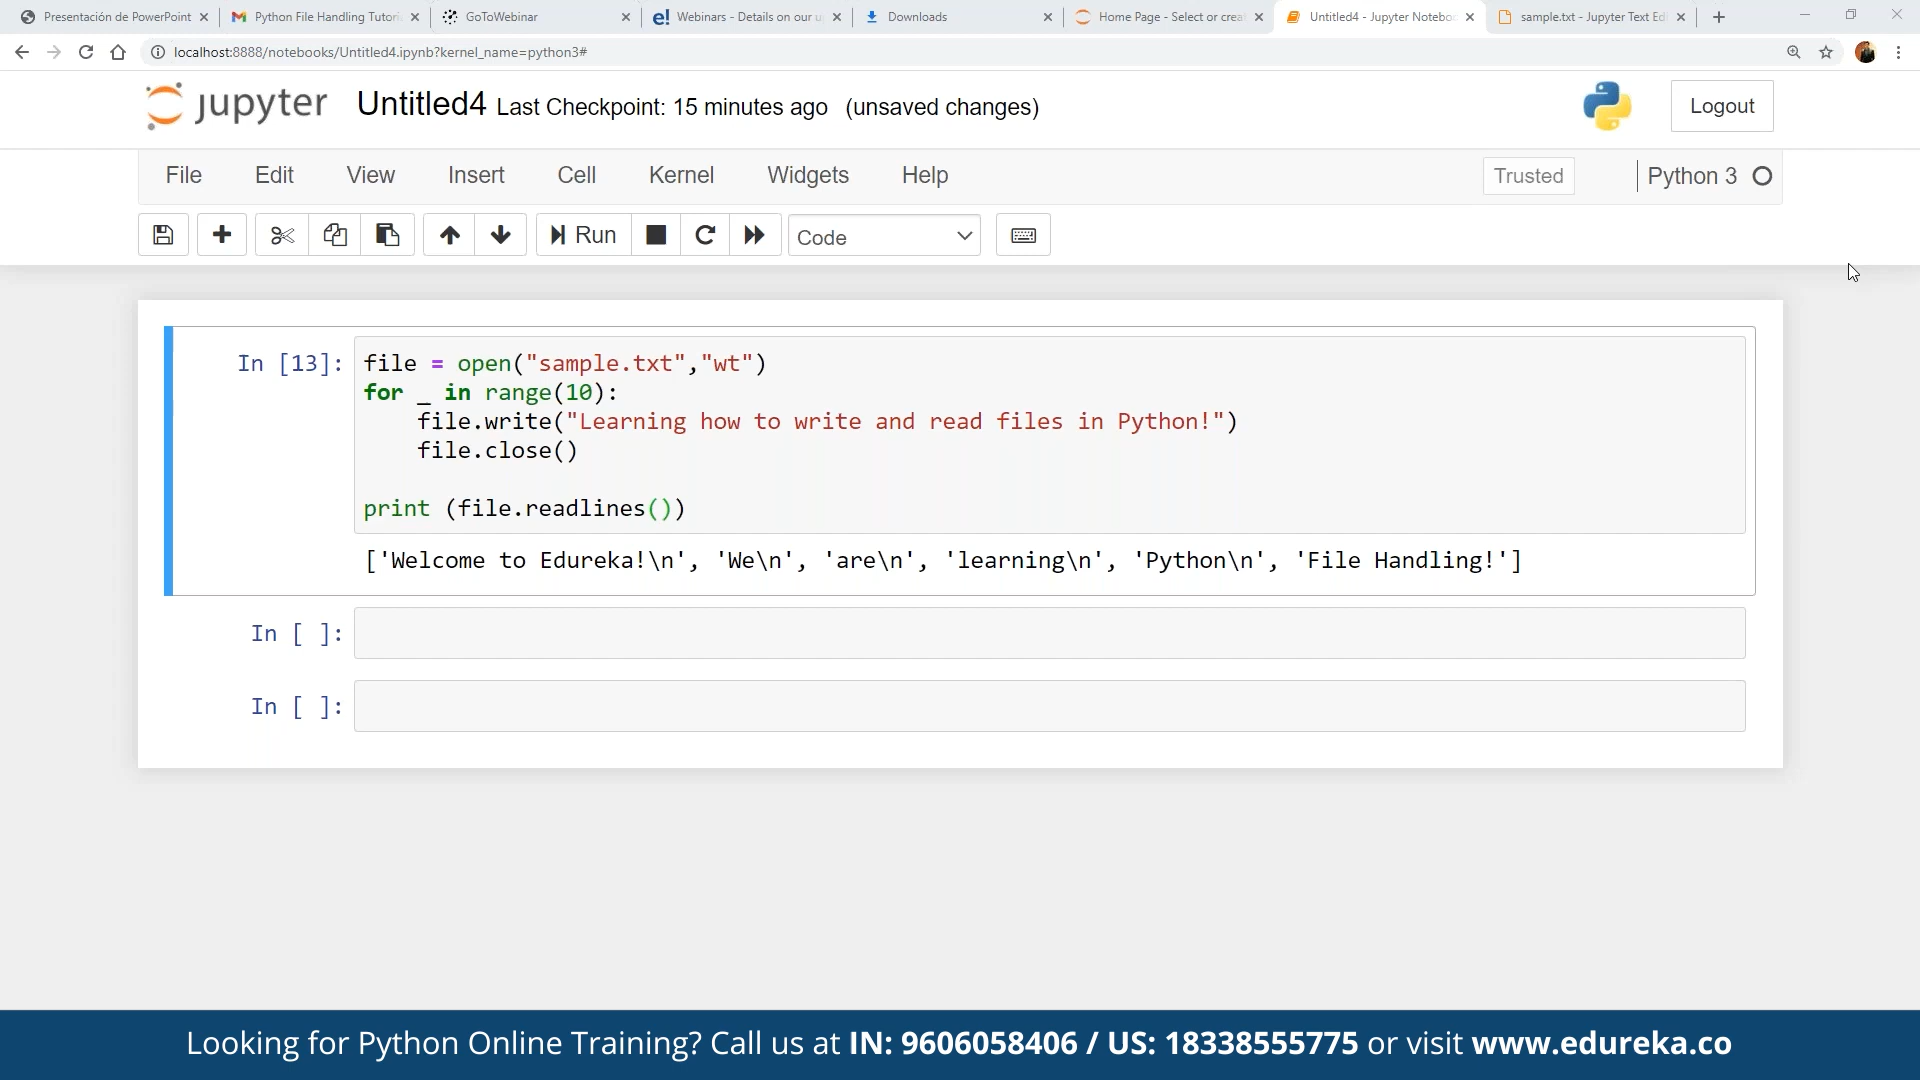 Presentación de PowerPoint
Python File Handling Tutori
GoToWebinar
Webinars - Details on our u
Downloads
Home Page - Select or crea
Untitled4 - Jupyter Noteboo
sample.txt - Jupyter Text Edi
localhost:8888/notebooks/Untitled4.ipynb?kernel_name=python3#
jupyter Untitled4 Last Checkpoint: 15 minutes ago (unsaved changes)
Logout
File Edit View Insert Cell Kernel Widgets Help
Trusted
Python 3
Run
Code
In [13]:
file = open("sample.txt","wt")
for _ in range(10):
    file.write("Learning how to write and read files in Python!")
    file.close()
print (file.readlines())
['Welcome to Edureka!\n', 'We\n', 'are\n', 'learning\n', 'Python\n', 'File Handling!']
In [ ]:
In [ ]:
Looking for Python Online Training? Call us at IN: 9606058406 / US: 18338555775 or visit www.edureka.co